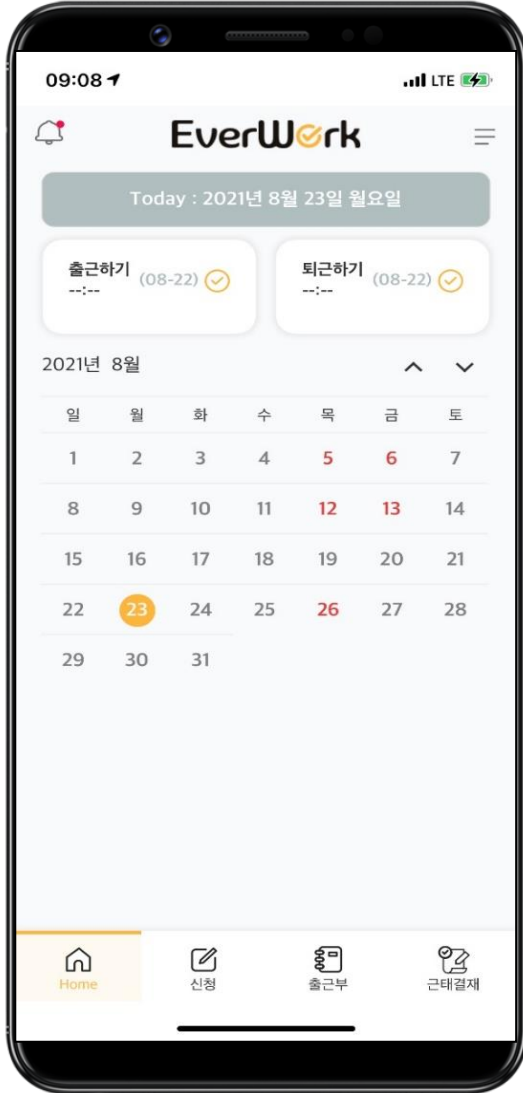 09:08 LTE
EverWork
Today : 2021년 8월 23일 월요일
출근하기 (08-22) 퇴근하기 (08-22)
--:-- --:--
2021년 8월
일 월 화 수 목 금 토
1 2 3 4 5 6 7
8 9 10 11 12 13 14
15 16 17 18 19 20 21
22 23 24 25 26 27 28
29 30 31
Home 신청 출근부 근태결재